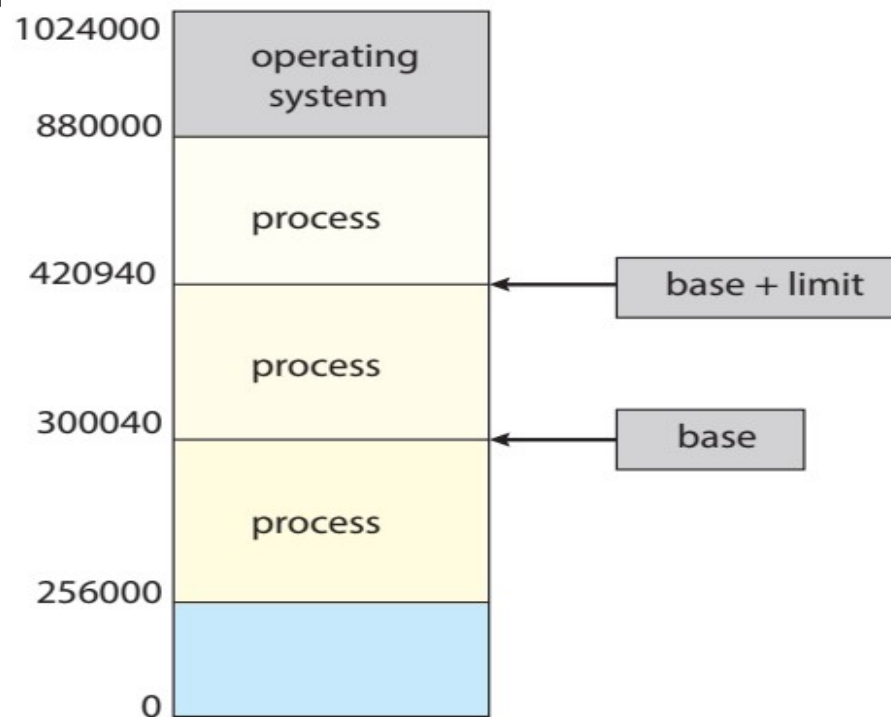 1024000
operating
system
880000
process
420940
base + limit
process
300040
base
process
256000
0